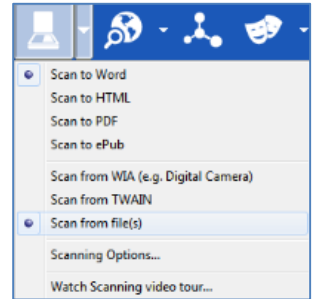 Scan to Word
Scan to HTML
Scan to PDF
Scan to ePub
Scan from WIA (e.g. Digital Camera)
Scan from TWAIN
Scan from file(s)
Scanning Options...
Watch Scanning video tour...